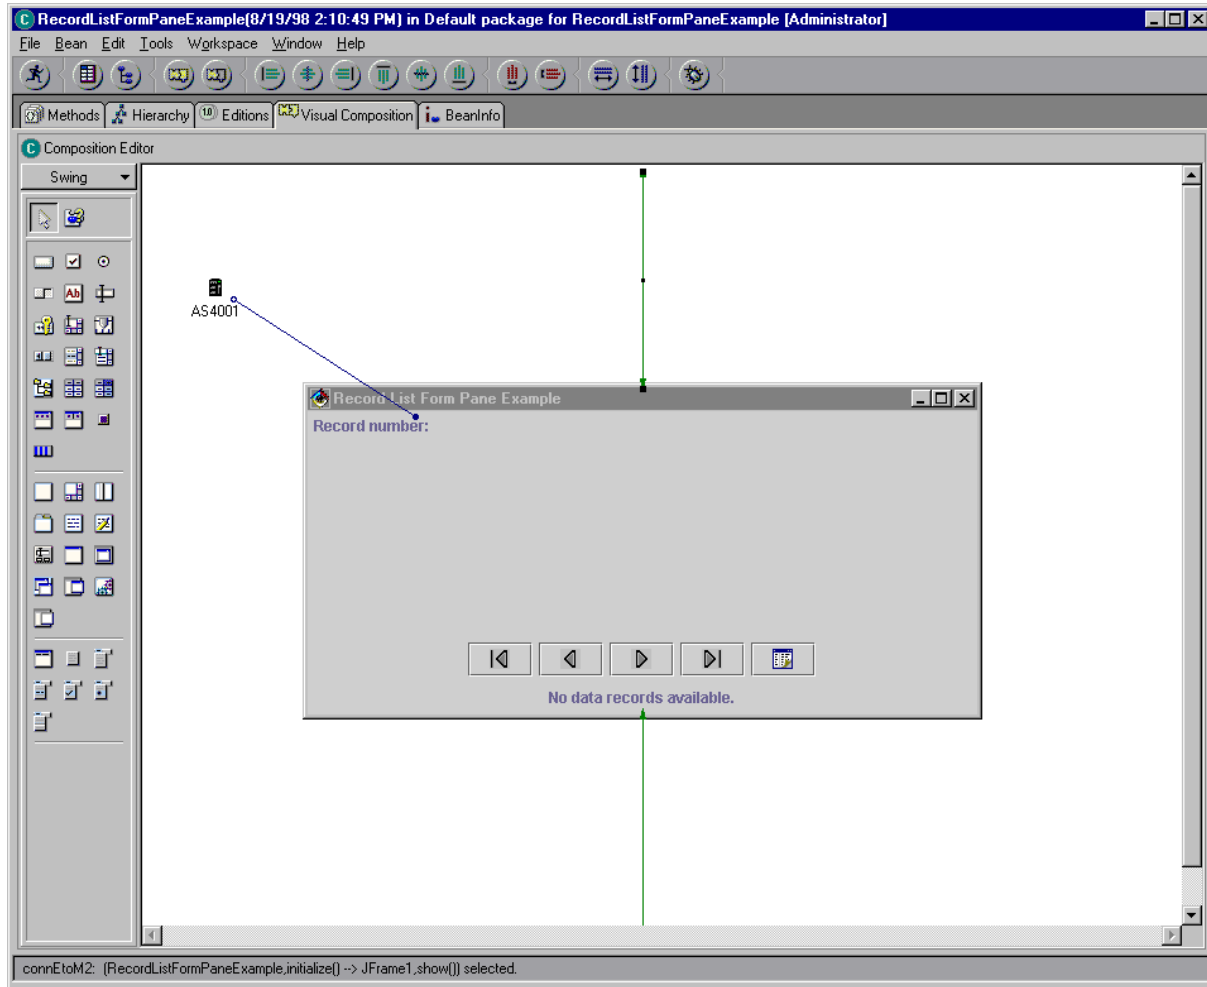 RecordListFormPaneExample(8/19/98 2:10:49 PM) in Default package for RecordListFormPaneExample [Administrator]
File Bean Edit Tools Workspace Window Help
Methods Hierarchy 1.0 Editions Visual Composition BeanInfo
Composition Editor
Swing
AS4001
Record List Form Pane Example
Record number:
No data records available.
connEtoM2: (RecordListFormPaneExample,initialize() --> JFrame1,show()) selected.